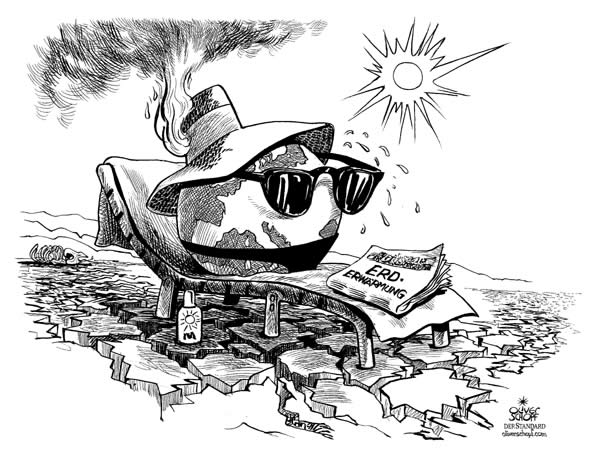 ERD-
ERWÄRMUNG
OLIVER
SCHOPF
DER STANDARD
oliverschopf.com